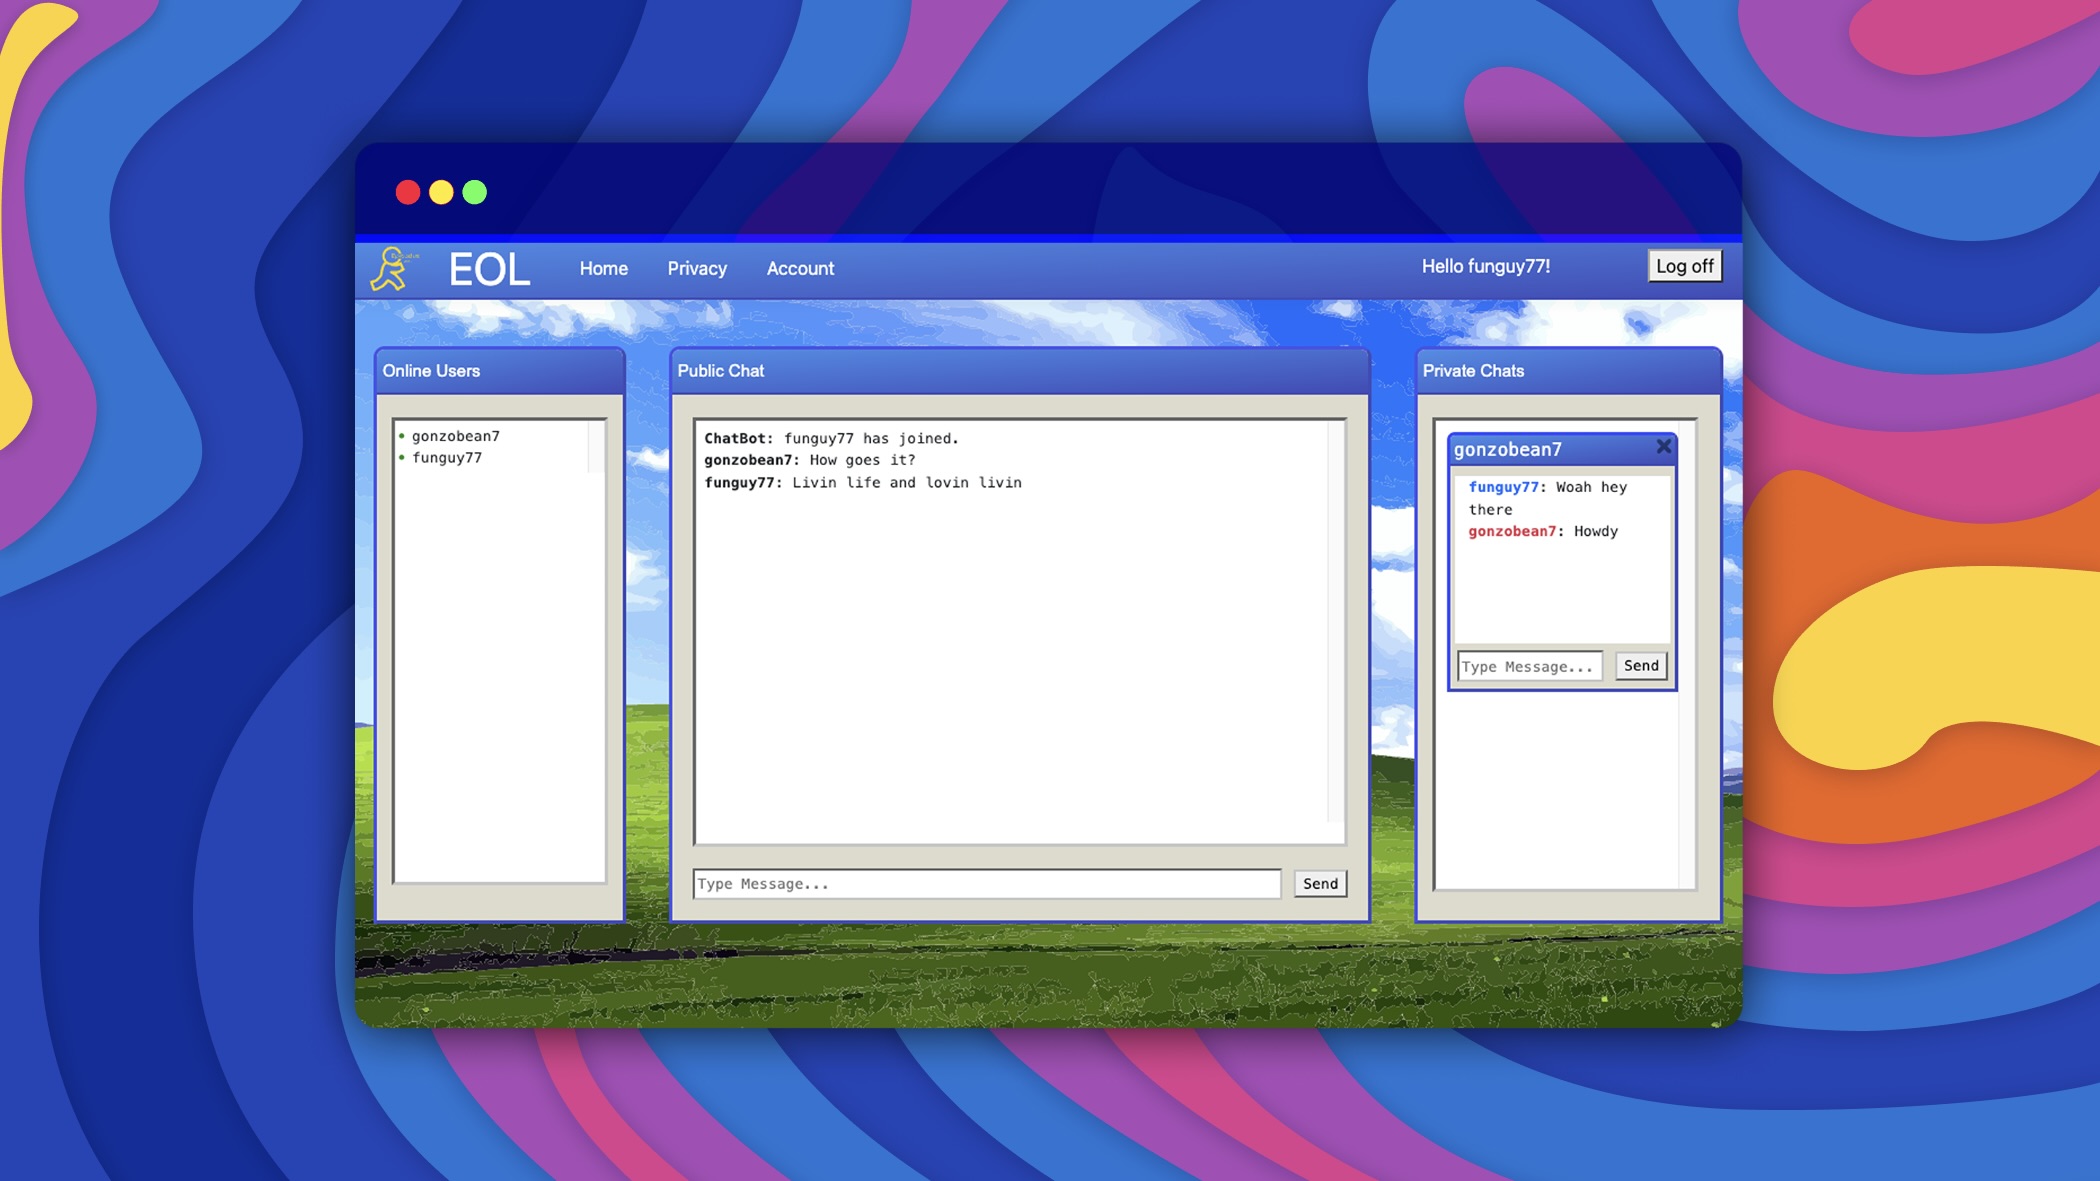 EOL
Home
Privacy
Account
Hello funguy77!
Log off
Online Users
gonzobean7
funguy77
Public Chat
ChatBot: funguy77 has joined.
gonzobean7: How goes it?
funguy77: Livin life and lovin livin
Type Message...
Send
Private Chats
gonzobean7
funguy77: Woah hey
there
gonzobean7: Howdy
Type Message...
Send